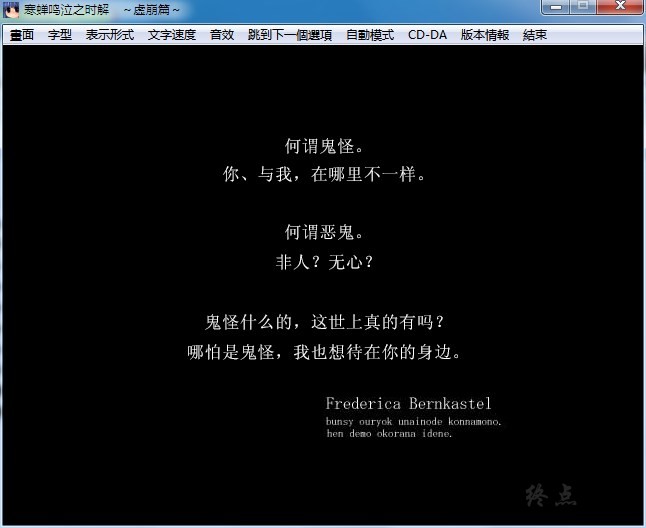 寒蝉鸣泣之时解　～虚崩篇～
畫面 字型 表示形式 文字速度 音效 跳到下一個選項 自動模式 CD-DA 版本情報 結束
何谓鬼怪。
你、与我，在哪里不一样。
何谓恶鬼。
非人？无心？
鬼怪什么的，这世上真的有吗？
哪怕是鬼怪，我也想待在你的身边。
Frederica Bernkastel
bunsy ouryok unainode konnamono.
hen demo okorana idene.
终点